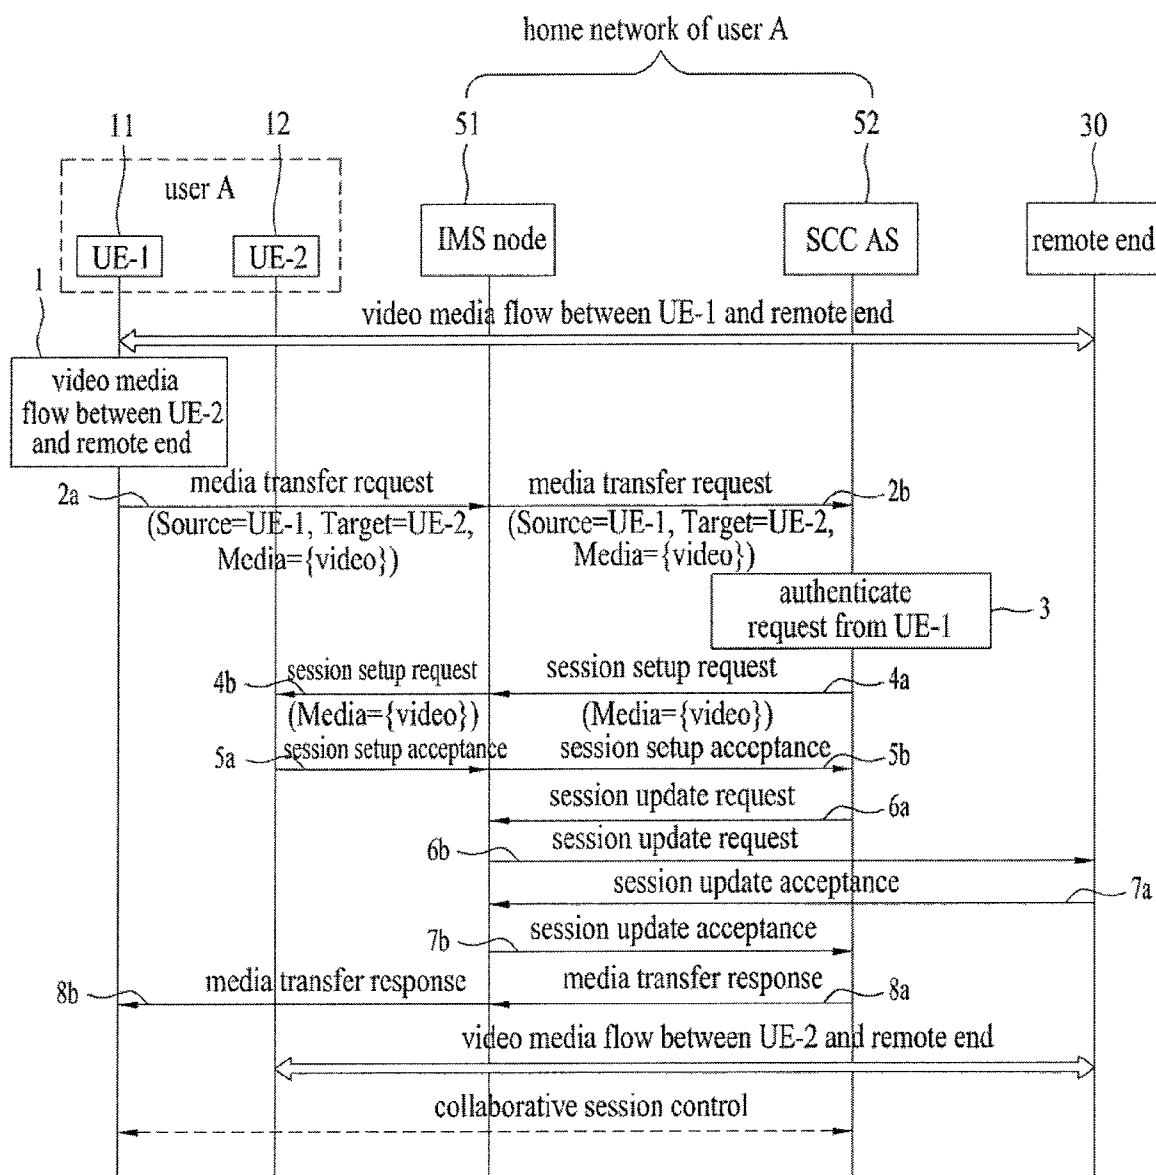 home network of user A
11
12
51
52
30
user A
UE-1
UE-2
IMS node
SCC AS
remote end
video media flow between UE-1 and remote end
1
video media
flow between UE-2
and remote end
2a
media transfer request
media transfer request
2b
(Source=UE-1, Target=UE-2,
Media={video})
(Source=UE-1, Target=UE-2,
Media={video})
authenticate
request from UE-1
3
4b
session setup request
session setup request
4a
(Media={video})
(Media={video})
5a
session setup acceptance
session setup acceptance
5b
session update request
6a
6b
session update request
session update acceptance
7a
7b
session update acceptance
8b
media transfer response
media transfer response
8a
video media flow between UE-2 and remote end
collaborative session control